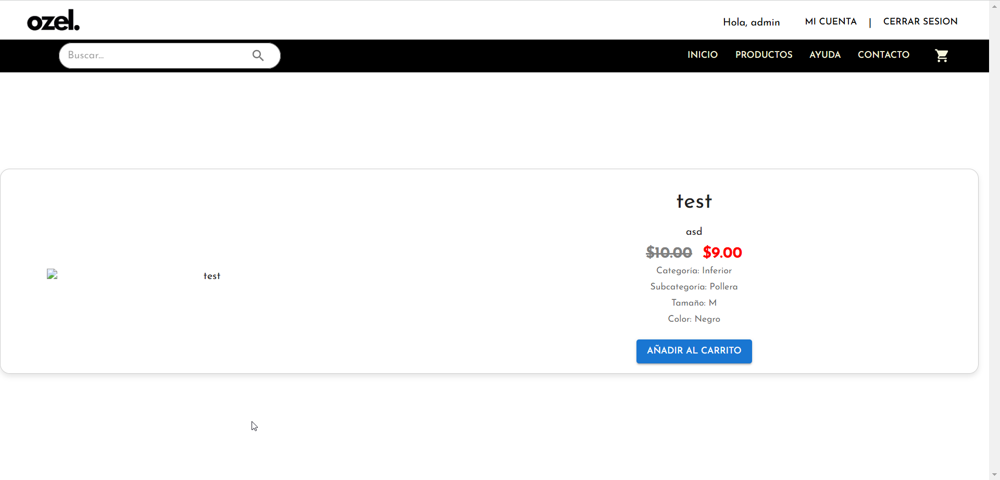 ozel.
Hola, admin MI CUENTA | CERRAR SESION
Buscar...
INICIO PRODUCTOS AYUDA CONTACTO
test
asd
$10.00 $9.00
Categoría: Inferior
test
Subcategoría: Pollera
Tamaño: M
Color: Negro
AÑADIR AL CARRITO